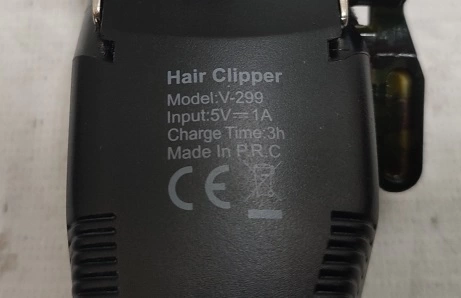 Hair Clipper
Model:V-299
Input:5V⎓1A
Charge Time:3h
Made In P.R.C
CE